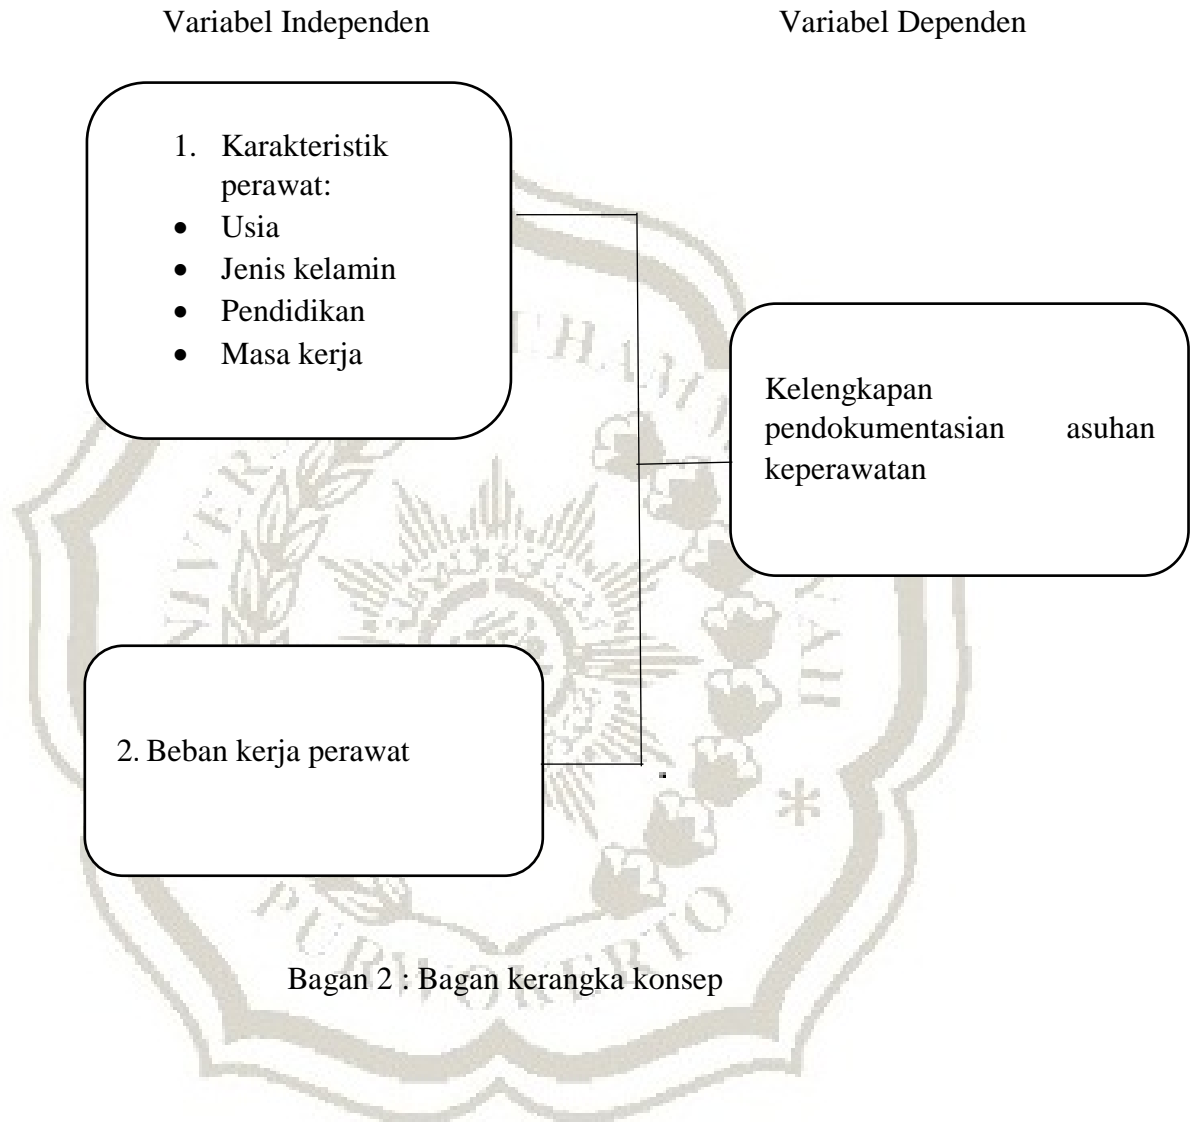 Variabel Independen
Variabel Dependen
1. Karakteristik
perawat:
• Usia
• Jenis kelamin
• Pendidikan
• Masa kerja
Kelengkapan
pendokumentasian asuhan
keperawatan
2. Beban kerja perawat
PURWOKERTO
Bagan 2 : Bagan kerangka konsep